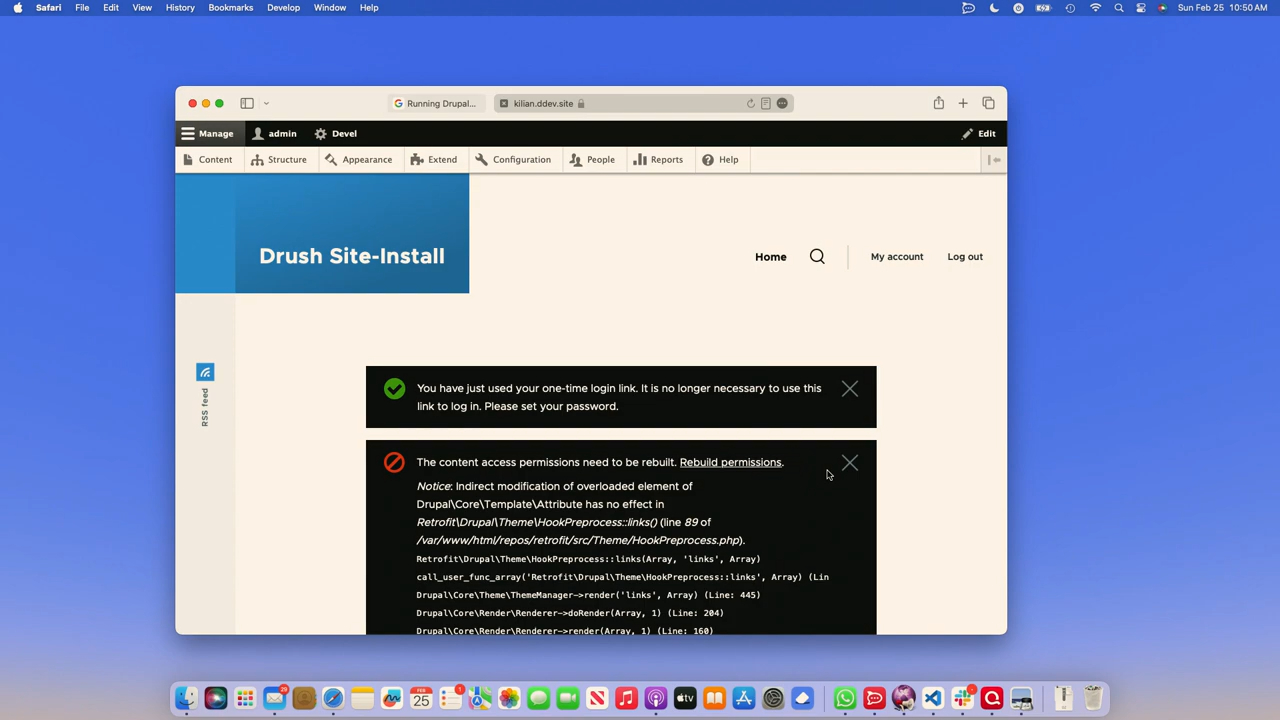 Safari File Edit View History Bookmarks Develop Window Help Sun Feb 25 10:50 AM
Running Drupal... kilian.ddev.site
Manage admin Devel Edit
Content Structure Appearance Extend Configuration People Reports Help
Drush Site-Install
Home My account Log out
RSS feed
You have just used your one-time login link. It is no longer necessary to use this
link to log in. Please set your password.
The content access permissions need to be rebuilt. Rebuild permissions.
Notice: Indirect modification of overloaded element of
Drupal\Core\Template\Attribute has no effect in
Retrofit\Drupal\Theme\HookPreprocess::links() (line 89 of
/var/www/html/repos/retrofit/src/Theme/HookPreprocess.php).
Retrofit\Drupal\Theme\HookPreprocess::links(Array, 'links', Array)
call_user_func_array('Retrofit\Drupal\Theme\HookPreprocess::links', Array) (Lin
Drupal\Core\Theme\ThemeManager->render('links', Array) (Line: 445)
Drupal\Core\Render\Renderer->doRender(Array, 1) (Line: 204)
Drupal\Core\Render\Renderer->render(Array, 1) (Line: 160)
29 FEB 25 1 tv